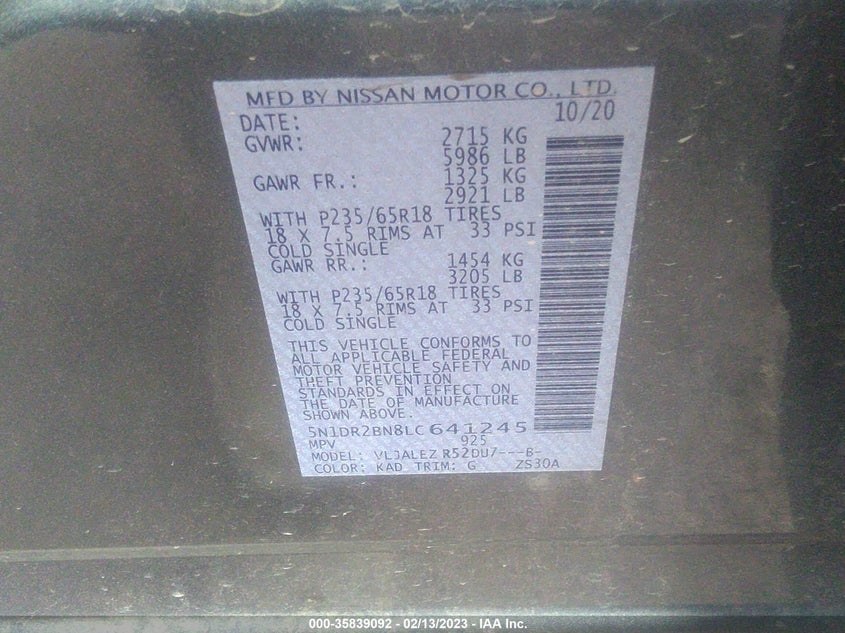 MFD BY NISSAN MOTOR CO., LTD.
DATE: 10/20
GVWR: 2715 KG
5986 LB
GAWR FR.: 1325 KG
2921 LB
WITH P235/65R18 TIRES
18 X 7.5 RIMS AT 33 PSI
COLD SINGLE
GAWR RR.: 1454 KG
3205 LB
WITH P235/65R18 TIRES
18 X 7.5 RIMS AT 33 PSI
COLD SINGLE
THIS VEHICLE CONFORMS TO
ALL APPLICABLE FEDERAL
MOTOR VEHICLE SAFETY AND
THEFT PREVENTION
STANDARDS IN EFFECT ON
THE DATE OF MANUFACTURE
SHOWN ABOVE.
5N1DR2BN8LC641245
MPV 925
MODEL: VLJALEZ R52DU7---B-
COLOR: KAD TRIM: G ZS30A
000-35839092 - 02/13/2023 - © IAA Inc.